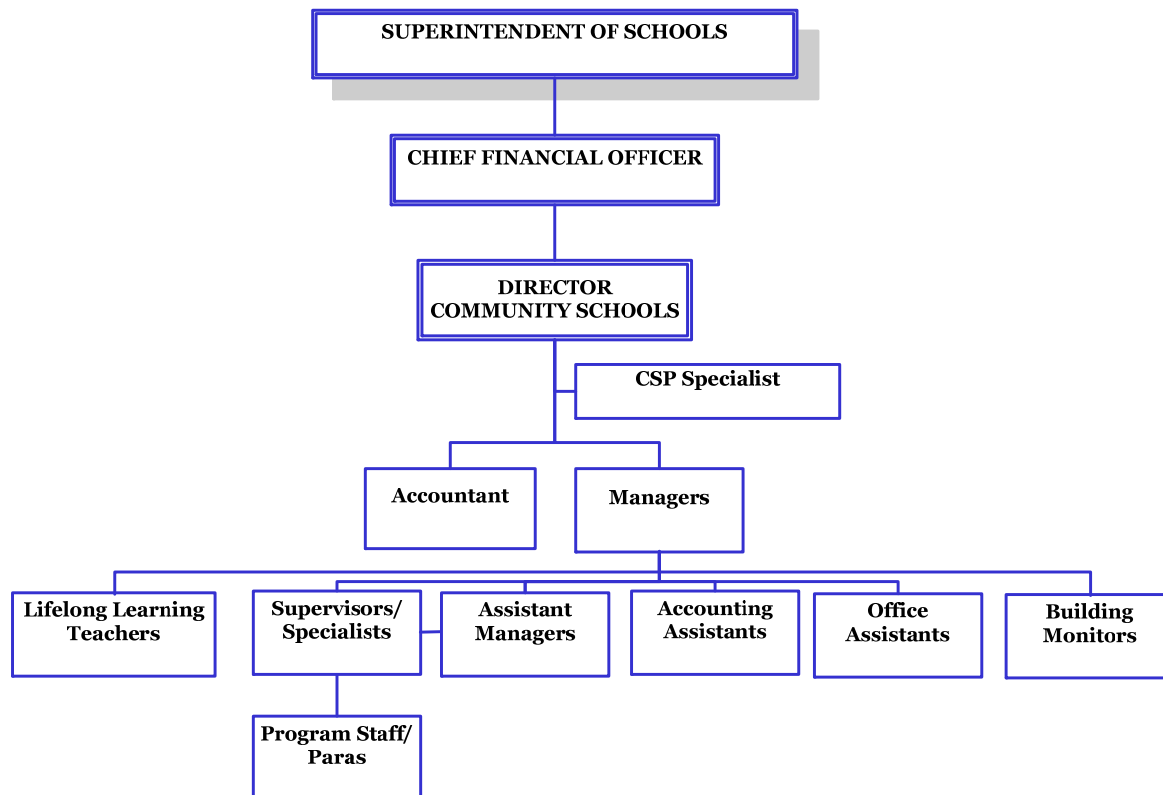 SUPERINTENDENT OF SCHOOLS
CHIEF FINANCIAL OFFICER
DIRECTOR
COMMUNITY SCHOOLS
CSP Specialist
Accountant
Managers
Lifelong Learning
Teachers
Supervisors/
Specialists
Assistant
Managers
Accounting
Assistants
Office
Assistants
Building
Monitors
Program Staff/
Paras